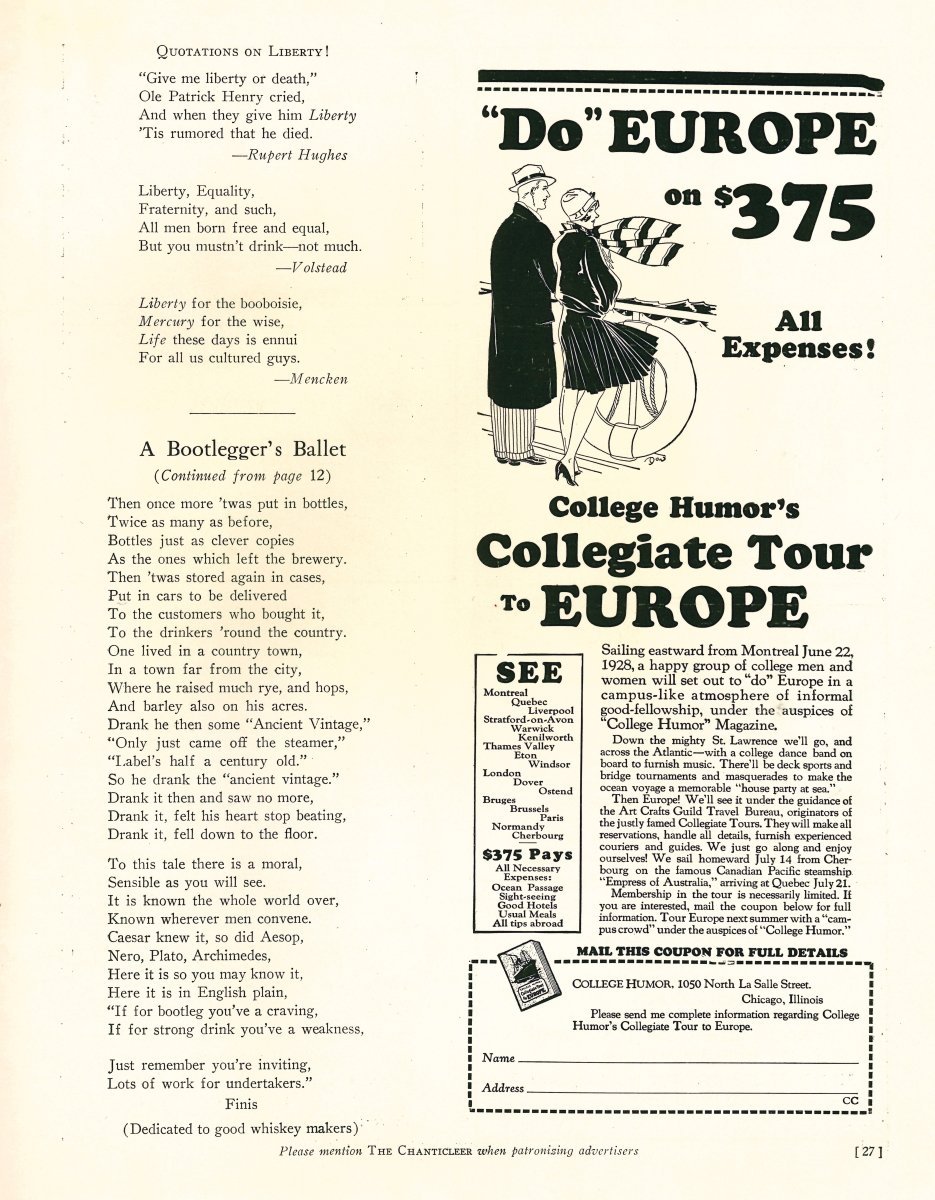 QUOTATIONS ON LIBERTY!
"Give me liberty or death,"
Ole Patrick Henry cried,
And when they give him Liberty
'Tis rumored that he died.
—Rupert Hughes
Liberty, Equality,
Fraternity, and such,
All men born free and equal,
But you mustn't drink—not much.
—Volstead
Liberty for the booboisie,
Mercury for the wise,
Life these days is ennui
For all us cultured guys.
—Mencken
A Bootlegger's Ballet
(Continued from page 12)
Then once more 'twas put in bottles,
Twice as many as before,
Bottles just as clever copies
As the ones which left the brewery.
Then 'twas stored again in cases,
Put in cars to be delivered
To the customers who bought it,
To the drinkers 'round the country.
One lived in a country town,
In a town far from the city,
Where he raised much rye, and hops,
And barley also on his acres.
Drank he then some "Ancient Vintage,"
"Only just came off the steamer,"
"Label's half a century old."
So he drank the "ancient vintage."
Drank it then and saw no more,
Drank it, felt his heart stop beating,
Drank it, fell down to the floor.
To this tale there is a moral,
Sensible as you will see.
It is known the whole world over,
Known wherever men convene.
Caesar knew it, so did Aesop,
Nero, Plato, Archimedes,
Here it is so you may know it,
Here it is in English plain,
"If for bootleg you've a craving,
If for strong drink you've a weakness,
Just remember you're inviting,
Lots of work for undertakers."
Finis
(Dedicated to good whiskey makers)
"Do" EUROPE
on $375
All
Expenses!
Daws
College Humor's
Collegiate Tour
To EUROPE
SEE
Montreal
Quebec
Liverpool
Stratford-on-Avon
Warwick
Kenilworth
Thames Valley
Eton
Windsor
London
Dover
Ostend
Bruges
Brussels
Paris
Normandy
Cherbourg
$375 Pays
All Necessary
Expenses:
Ocean Passage
Sight-seeing
Good Hotels
Usual Meals
All tips abroad
Sailing eastward from Montreal June 22,
1928, a happy group of college men and
women will set out to "do" Europe in a
campus-like atmosphere of informal
good-fellowship, under the auspices of
"College Humor" Magazine.
Down the mighty St. Lawrence we'll go, and
across the Atlantic—with a college dance band on
board to furnish music. There'll be deck sports and
bridge tournaments and masquerades to make the
ocean voyage a memorable "house party at sea."
Then Europe! We'll see it under the guidance of
the Art Crafts Guild Travel Bureau, originators of
the justly famed Collegiate Tours. They will make all
reservations, handle all details, furnish experienced
couriers and guides. We just go along and enjoy
ourselves! We sail homeward July 14 from Cher-
bourg on the famous Canadian Pacific steamship
"Empress of Australia," arriving at Quebec July 21.
Membership in the tour is necessarily limited. If
you are interested, mail the coupon below for full
information. Tour Europe next summer with a "cam-
pus crowd" under the auspices of "College Humor."
MAIL THIS COUPON FOR FULL DETAILS
COLLEGE HUMOR, 1050 North La Salle Street.
Chicago, Illinois
Please send me complete information regarding College
Humor's Collegiate Tour to Europe.
Name
Address
CC
Please mention THE CHANTICLEER when patronizing advertisers
[ 27 ]